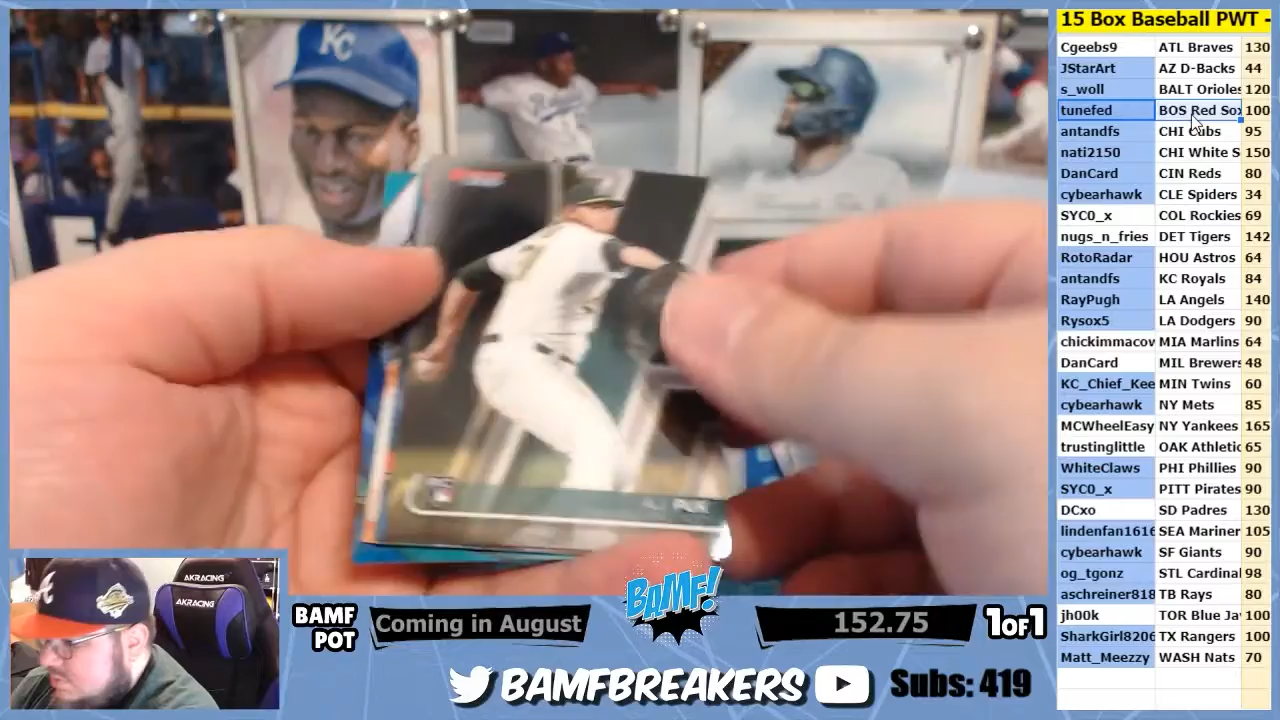 15 Box Baseball PWT -
Cgeebs9 ATL Braves 130
JStarArt AZ D-Backs 44
s_woll BALT Orioles 120
tunefed BOS Red Sox 100
antandfs CHI Cubs 95
nati2150 CHI White S 150
DanCard CIN Reds 80
cybearhawk CLE Spiders 34
SYC0_x COL Rockies 69
nugs_n_fries DET Tigers 142
RotoRadar HOU Astros 64
antandfs KC Royals 84
RayPugh LA Angels 140
Rysox5 LA Dodgers 90
chickimmacov MIA Marlins 64
DanCard MIL Brewers 48
KC_Chief_Kee MIN Twins 60
cybearhawk NY Mets 85
MCWheelEasy NY Yankees 165
trustinglittle OAK Athletic 65
WhiteClaws PHI Phillies 90
SYC0_x PITT Pirates 90
DCxo SD Padres 130
lindenfan1616 SEA Mariner 105
cybearhawk SF Giants 90
og_tgonz STL Cardinal 98
aschreiner818 TB Rays 80
jh00k TOR Blue Ja 100
SharkGirl8206 TX Rangers 100
Matt_Meezzy WASH Nats 70
KC
PUK
AKRACING
AKRACING
BAMF POT
Coming in August
BAMF!
152.75
1OF1
BAMFBREAKERS
Subs: 419